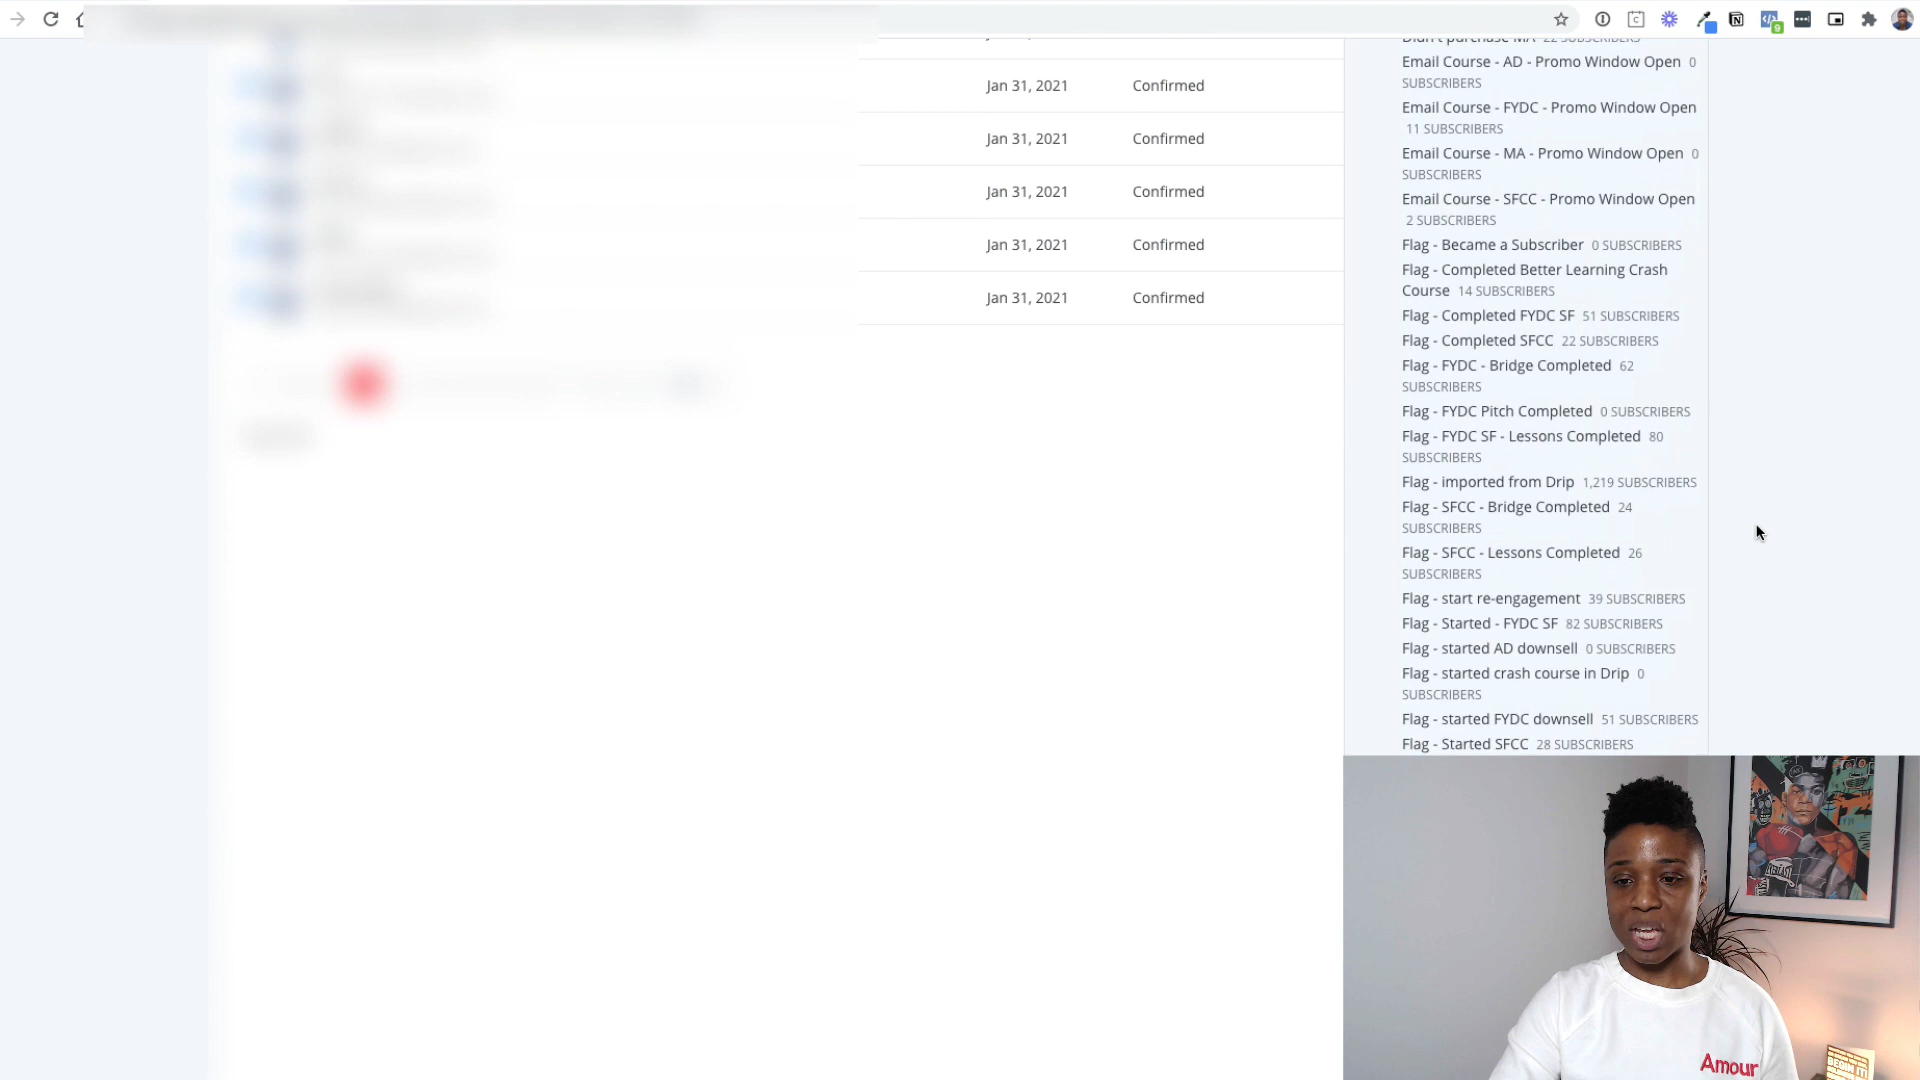 Didn't purchase MA 22 SUBSCRIBERS
Jan 31, 2021 Confirmed
Jan 31, 2021 Confirmed
Jan 31, 2021 Confirmed
Jan 31, 2021 Confirmed
Jan 31, 2021 Confirmed
Email Course - AD - Promo Window Open 0
SUBSCRIBERS
Email Course - FYDC - Promo Window Open
11 SUBSCRIBERS
Email Course - MA - Promo Window Open 0
SUBSCRIBERS
Email Course - SFCC - Promo Window Open
2 SUBSCRIBERS
Flag - Became a Subscriber 0 SUBSCRIBERS
Flag - Completed Better Learning Crash
Course 14 SUBSCRIBERS
Flag - Completed FYDC SF 51 SUBSCRIBERS
Flag - Completed SFCC 22 SUBSCRIBERS
Flag - FYDC - Bridge Completed 62
SUBSCRIBERS
Flag - FYDC Pitch Completed 0 SUBSCRIBERS
Flag - FYDC SF - Lessons Completed 80
SUBSCRIBERS
Flag - imported from Drip 1,219 SUBSCRIBERS
Flag - SFCC - Bridge Completed 24
SUBSCRIBERS
Flag - SFCC - Lessons Completed 26
SUBSCRIBERS
Flag - start re-engagement 39 SUBSCRIBERS
Flag - Started - FYDC SF 82 SUBSCRIBERS
Flag - started AD downsell 0 SUBSCRIBERS
Flag - started crash course in Drip 0
SUBSCRIBERS
Flag - started FYDC downsell 51 SUBSCRIBERS
Flag - Started SFCC 28 SUBSCRIBERS
EVERLAST
Amour
BEGIN IT